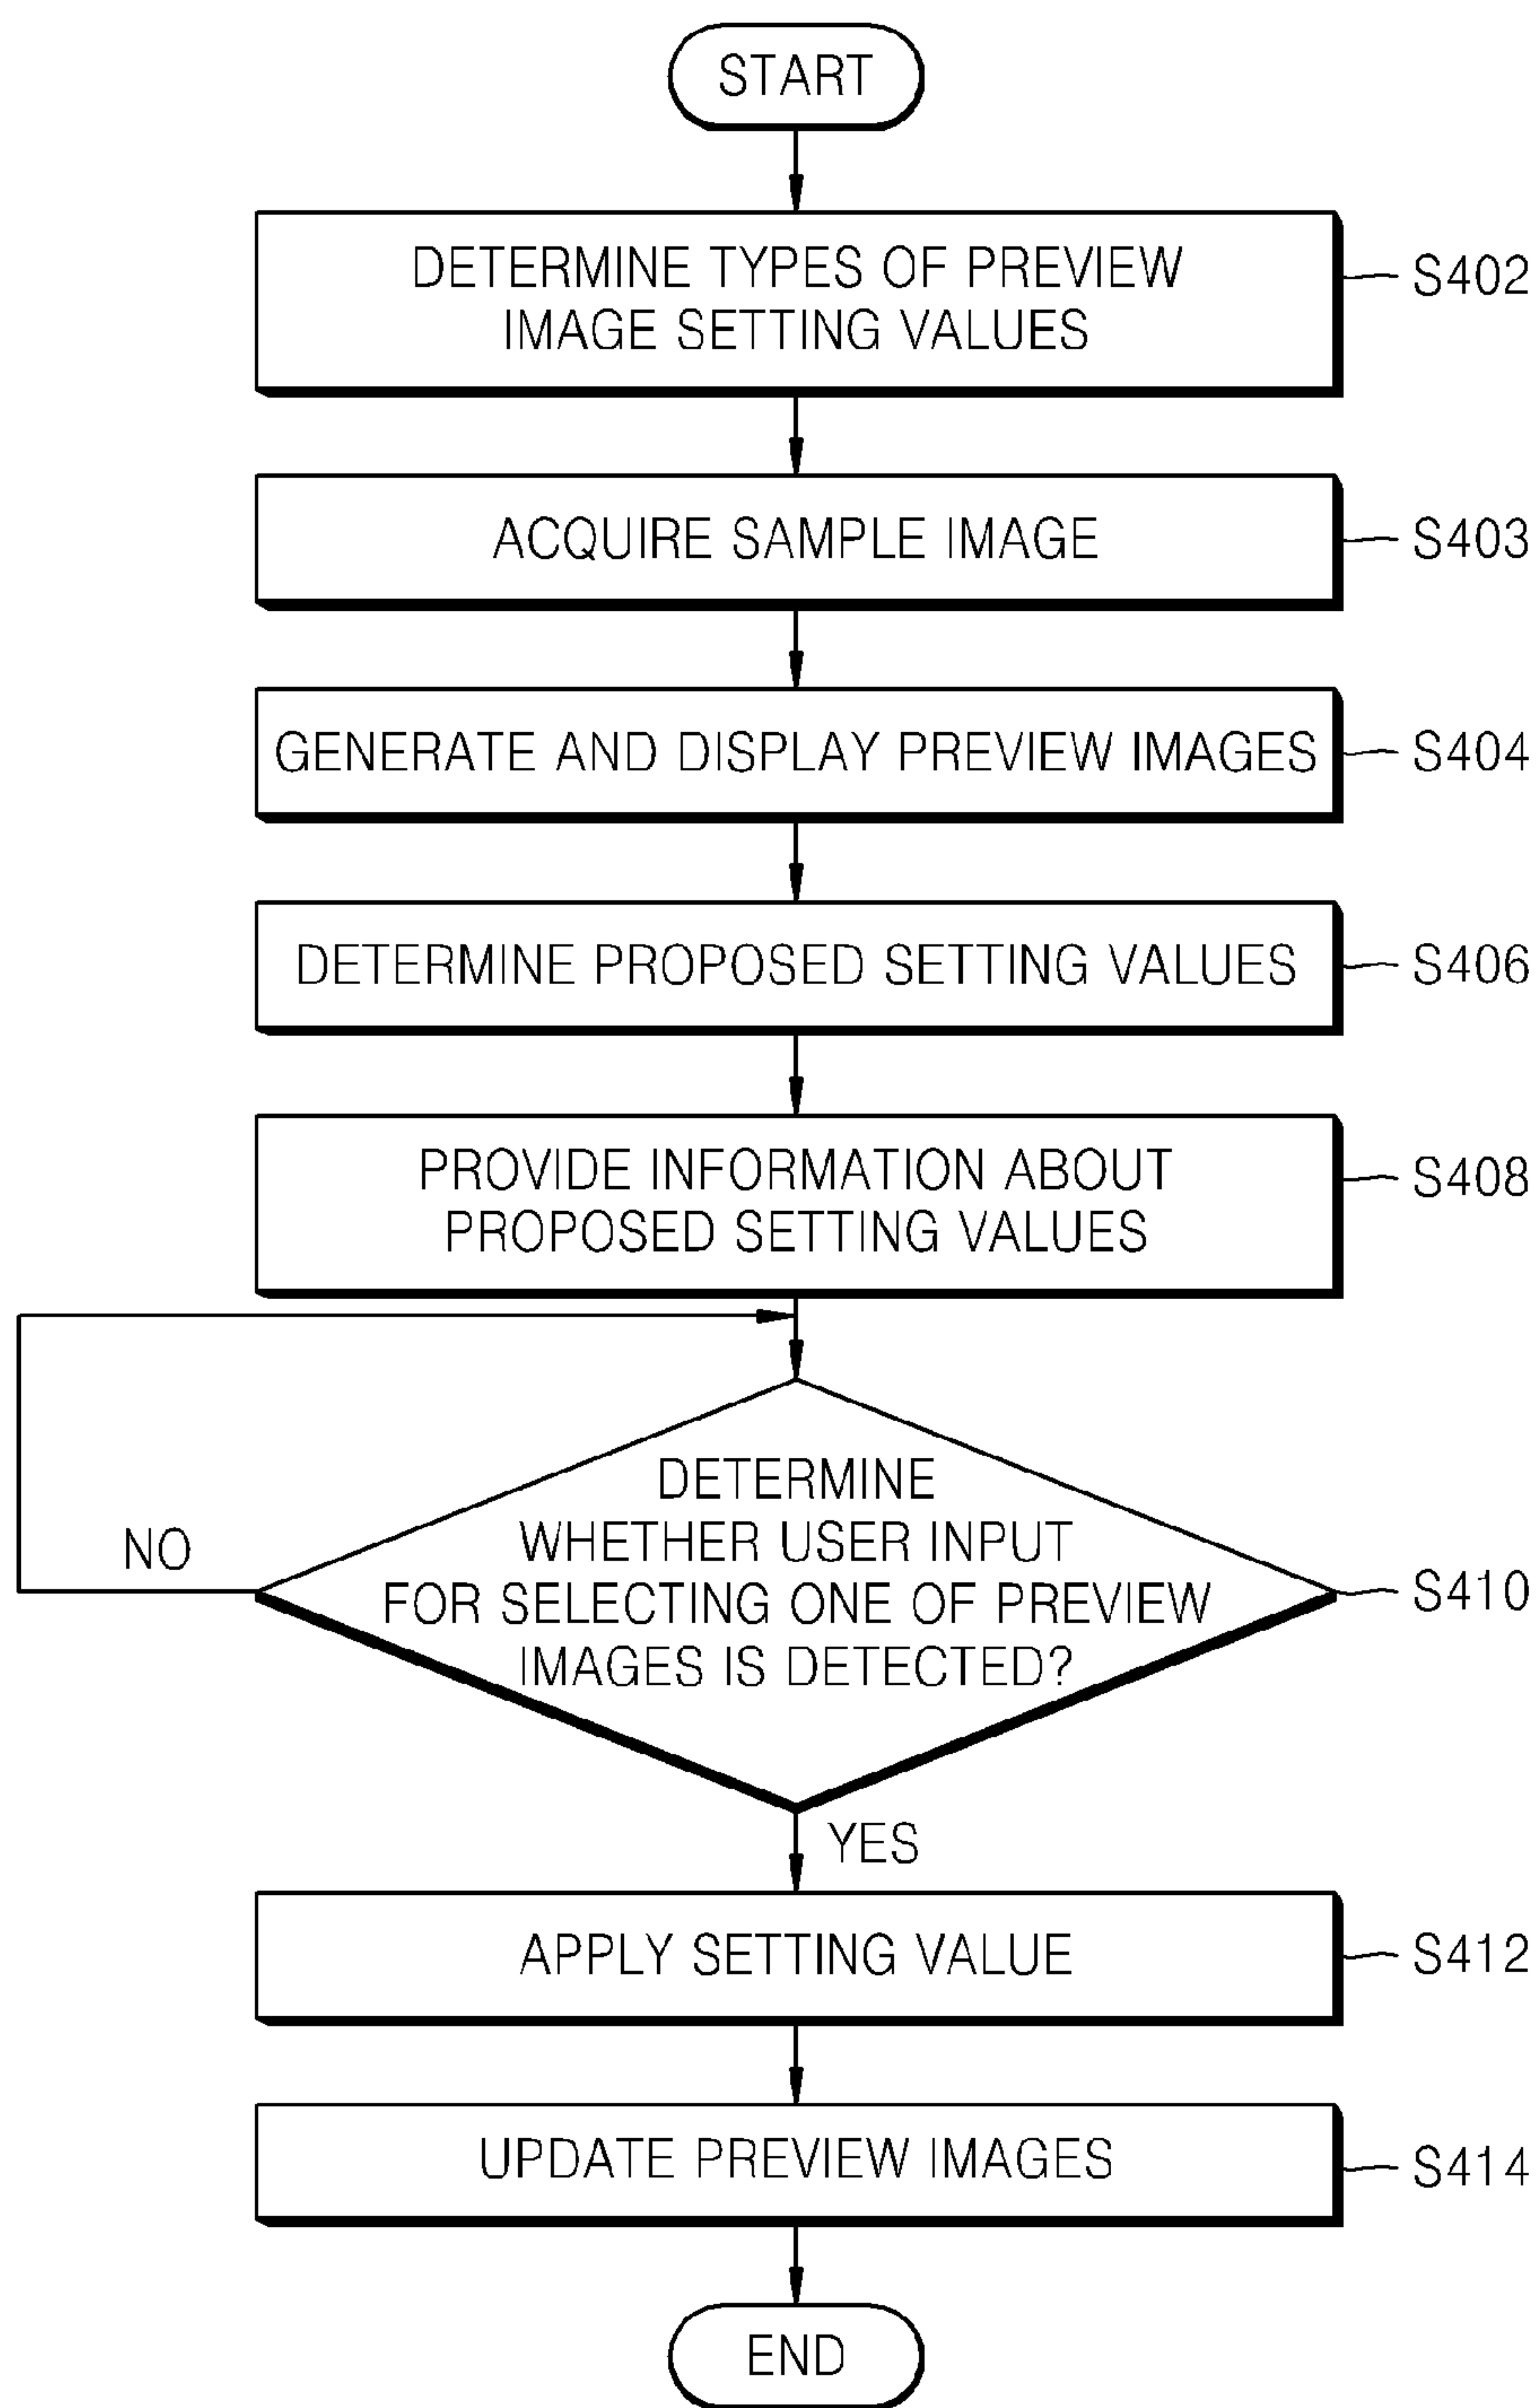 START
DETERMINE TYPES OF PREVIEW
IMAGE SETTING VALUES
S402
ACQUIRE SAMPLE IMAGE
S403
GENERATE AND DISPLAY PREVIEW IMAGES
S404
DETERMINE PROPOSED SETTING VALUES
S406
PROVIDE INFORMATION ABOUT
PROPOSED SETTING VALUES
S408
DETERMINE
WHETHER USER INPUT
FOR SELECTING ONE OF PREVIEW
IMAGES IS DETECTED?
S410
NO
YES
APPLY SETTING VALUE
S412
UPDATE PREVIEW IMAGES
S414
END